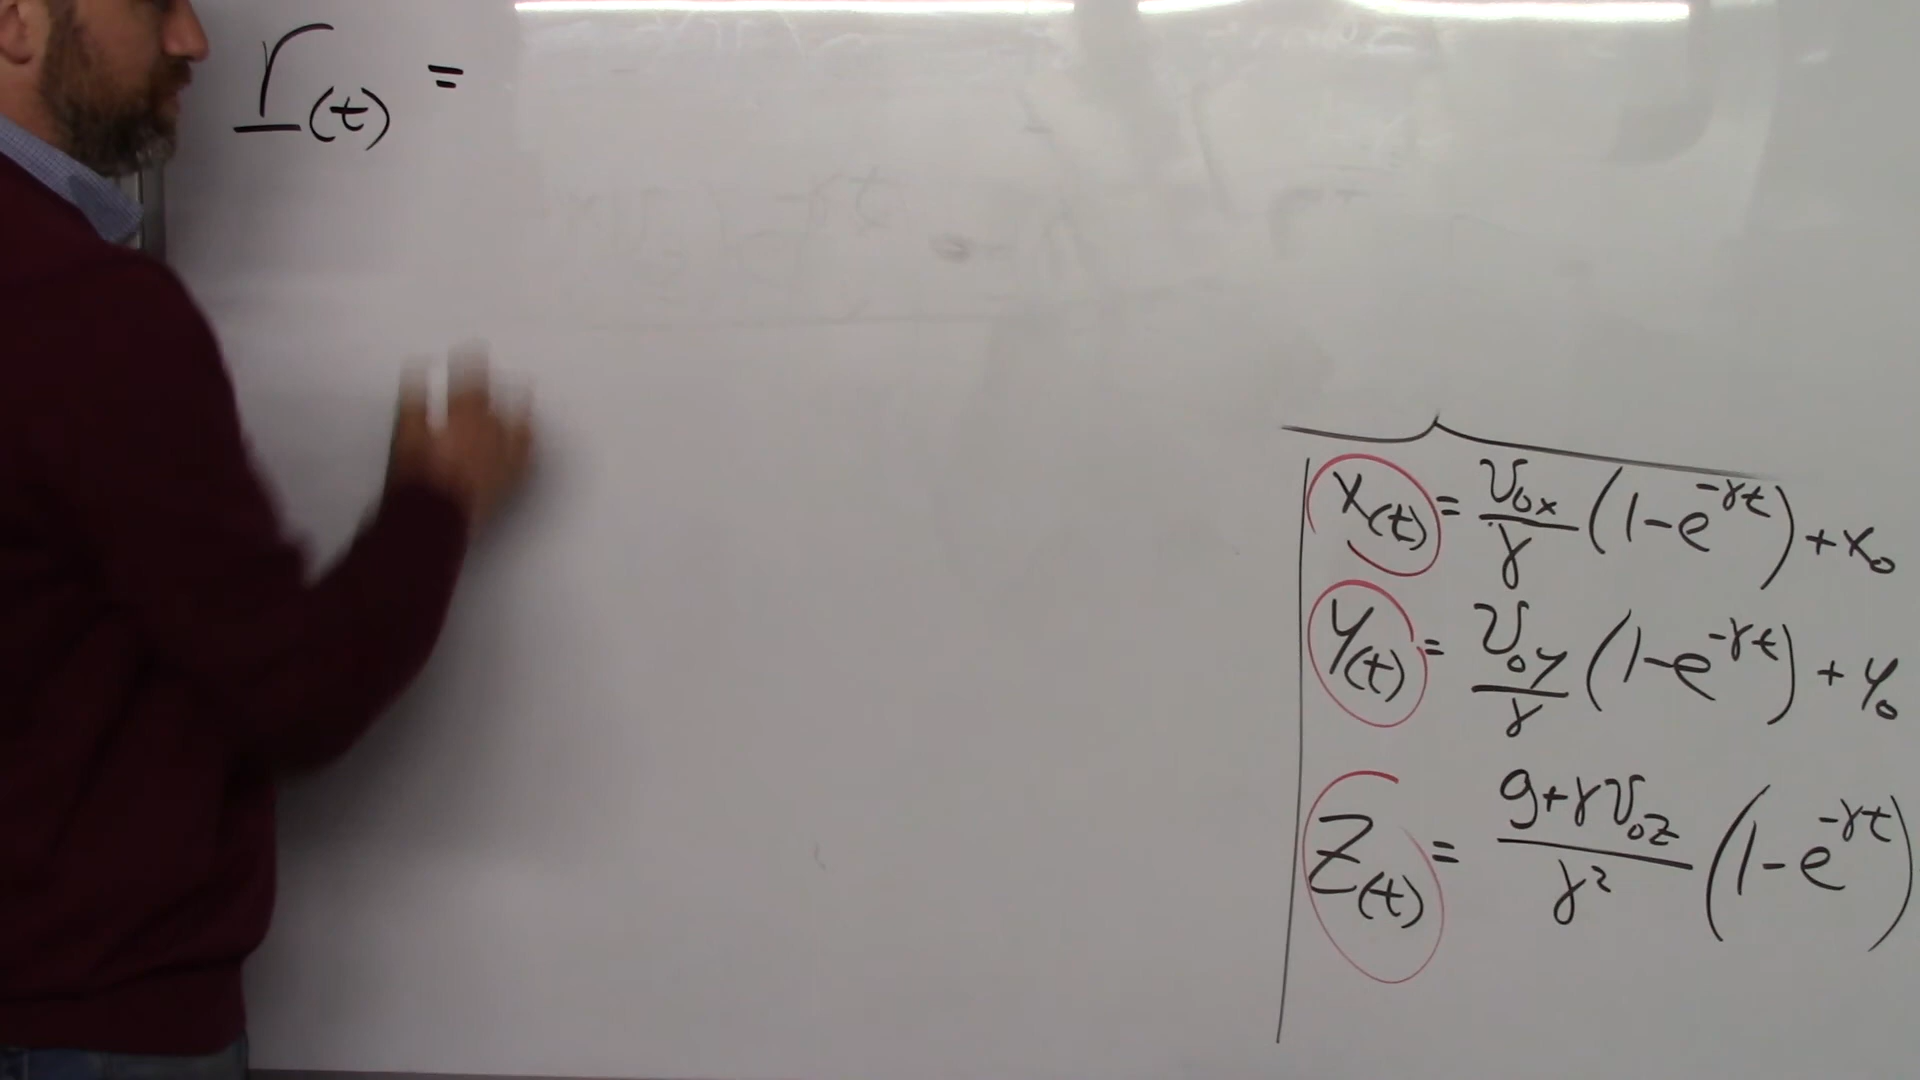 r(t) =
x(t) = v₀ₓ/γ (1-e^(-γt)) + x₀
y(t) = v₀y/γ (1-e^(-γt)) + y₀
z(t) = g+γv₀z/γ² (1-e^(-γt))